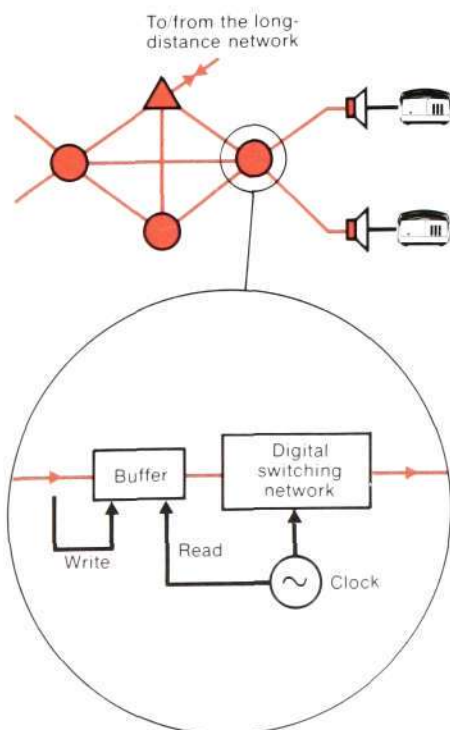 To/from the long-
distance network
Buffer
Digital
switching
network
Write
Read
Clock